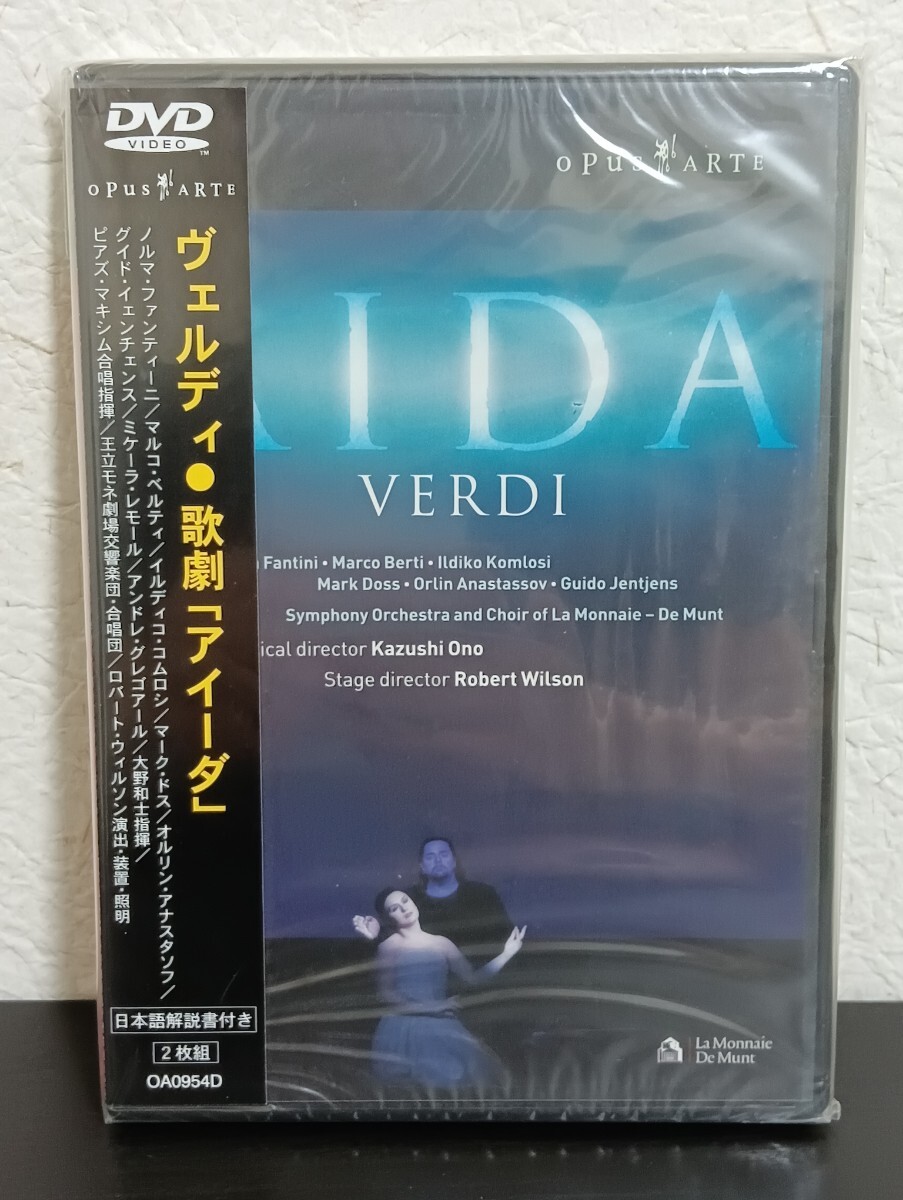 DVD
VIDEO
TM
OPUS ARTE
ヴェルディ●歌劇「アイーダ」
ノルマ・ファンティーニ/マルコ・ベルティ/イルディコ・コムロシ/マーク・ドス/オルリン・アナスタソフ/
グイド・イェンチェンス/ミケーラ・レモール/アンドレ・グレゴアール/大野和士指揮/
ピアズ・マキシム合唱指揮/王立モネ劇場交響楽団・合唱団/ロバート・ウィルソン演出・装置・照明
日本語解説書付き
2枚組
OA0954D
OPUS ARTE
AIDA
VERDI
Fantini • Marco Berti • Ildiko Komlosi
Mark Doss • Orlin Anastassov • Guido Jentjens
Symphony Orchestra and Choir of La Monnaie – De Munt
ical director Kazushi Ono
Stage director Robert Wilson
La Monnaie
De Munt